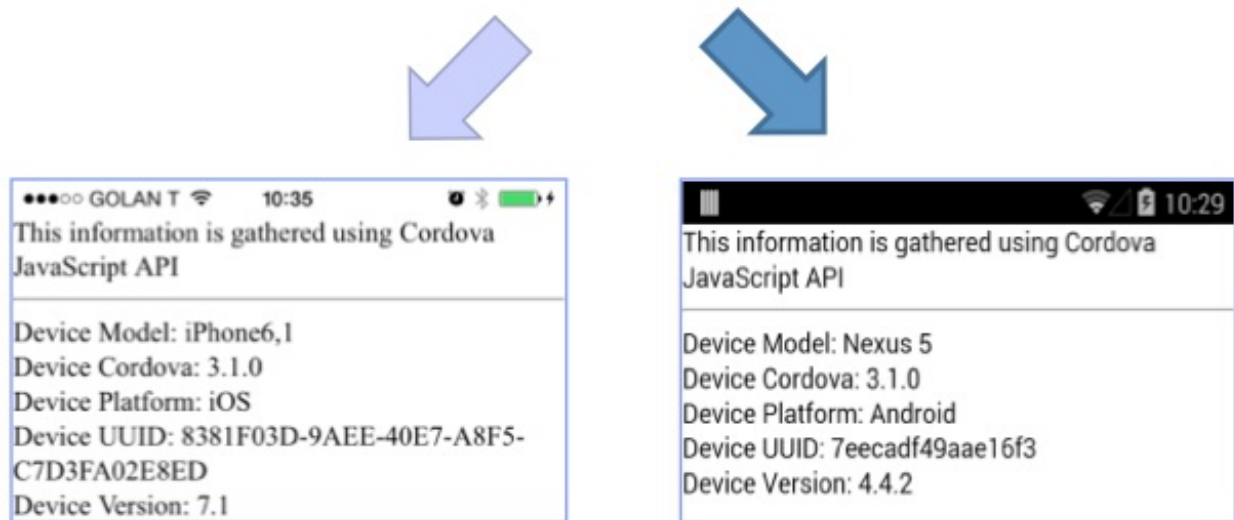 GOLAN T 10:35
This information is gathered using Cordova
JavaScript API
Device Model: iPhone6,1
Device Cordova: 3.1.0
Device Platform: iOS
Device UUID: 8381F03D-9AEE-40E7-A8F5-
C7D3FA02E8ED
Device Version: 7.1
10:29
This information is gathered using Cordova
JavaScript API
Device Model: Nexus 5
Device Cordova: 3.1.0
Device Platform: Android
Device UUID: 7eecadf49aae16f3
Device Version: 4.4.2